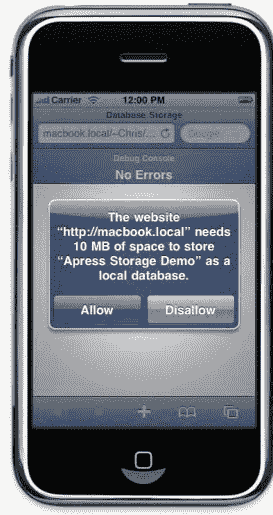 Carrier 12:00 PM
Database Storage
macbook.local/~Chris/... Google
Debug Console
No Errors
The website
“http://macbook.local” needs
10 MB of space to store
“Apress Storage Demo” as a
local database.
Allow Disallow